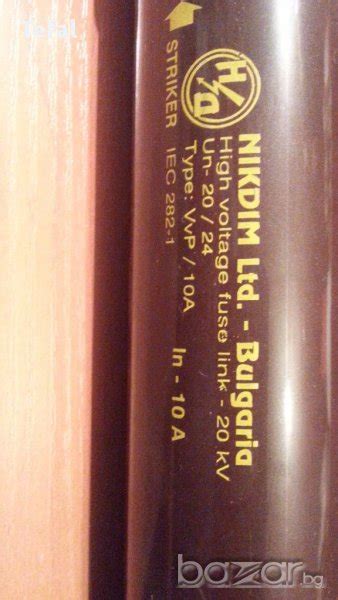 Tefal
H/D
NIKDIM Ltd. - Bulgaria
High voltage fuse link - 20 kV
Un- 20 / 24
Type: VvP / 10A
In - 10 A
STRIKER IEC 282-1
bazar.bg